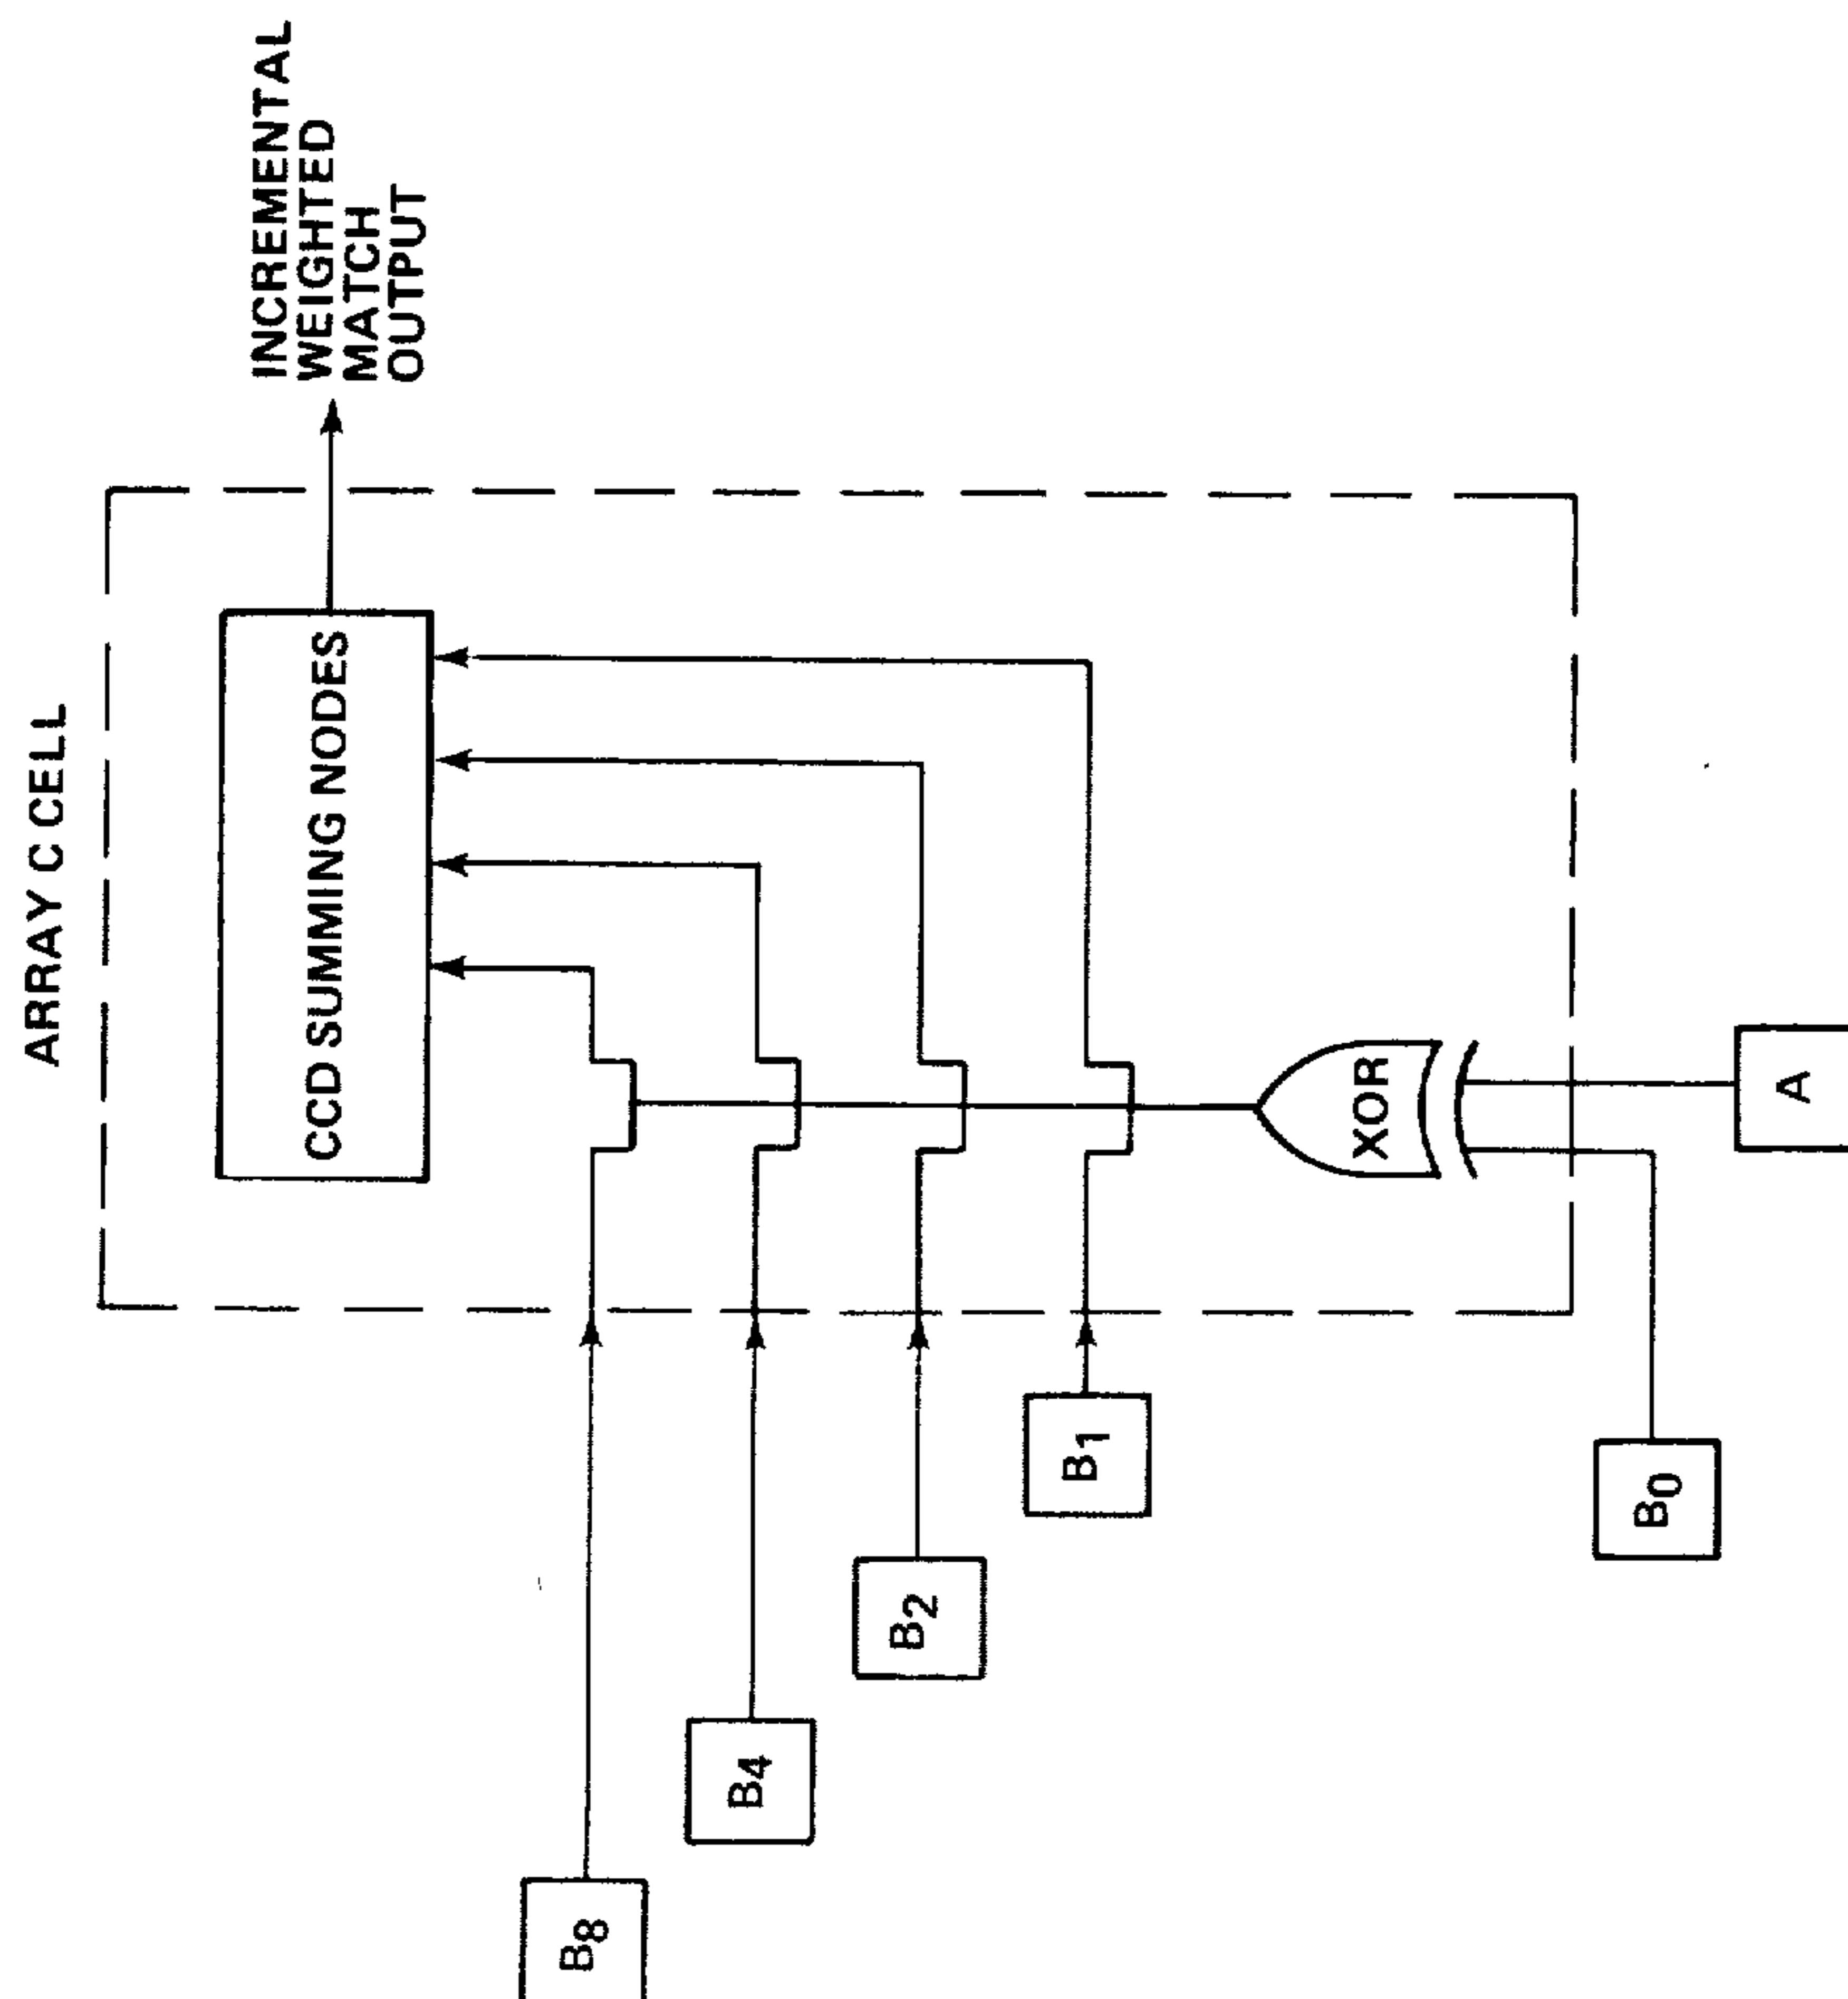 ARRAY C CELL
CCD SUMMING NODES
INCREMENTAL
WEIGHTED
MATCH
OUTPUT
B8
B4
B2
B1
XOR
B0
A